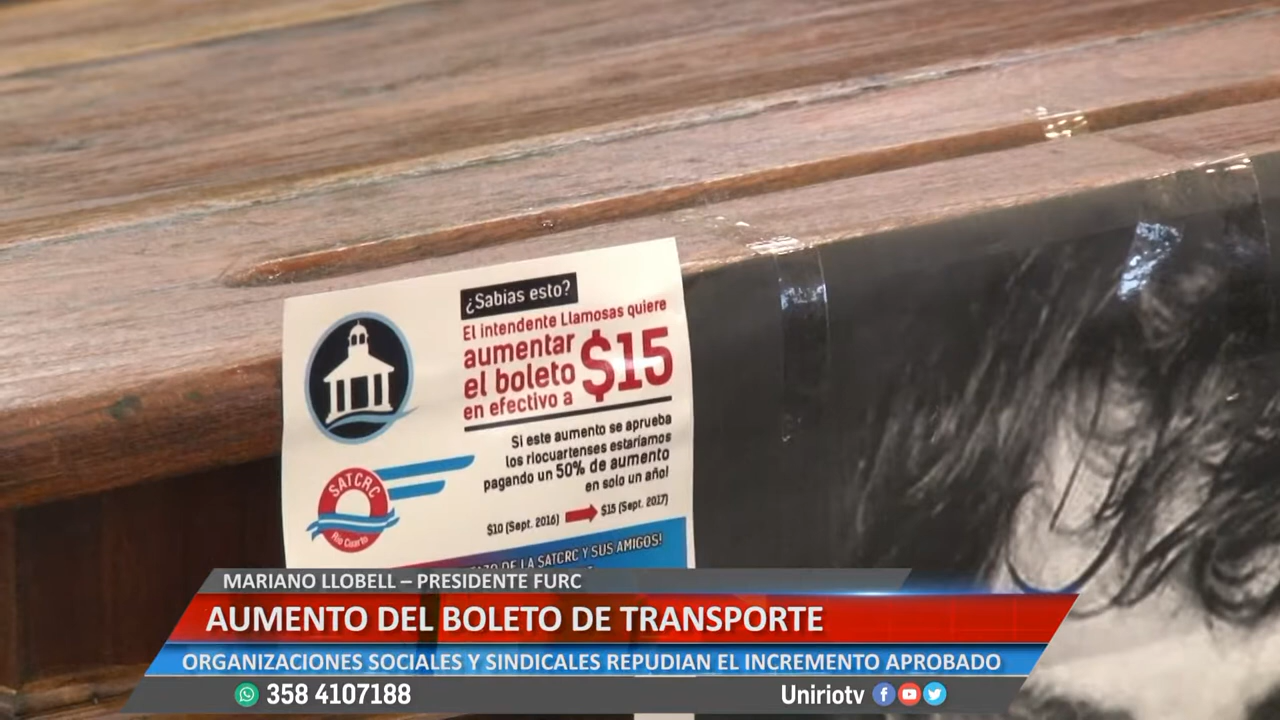 ¿Sabias esto?
El intendente Llamosas quiere
aumentar
el boleto
en efectivo a
$15
Si este aumento se aprueba
los riocuartenses estaríamos
pagando un 50% de aumento
en solo un año!
$10 (Sept. 2016) $15 (Sept. 2017)
SATCRC
Río Cuarto
DE LA SATCRC Y SUS AMIGOS!
MARIANO LLOBELL – PRESIDENTE FURC
AUMENTO DEL BOLETO DE TRANSPORTE
ORGANIZACIONES SOCIALES Y SINDICALES REPUDIAN EL INCREMENTO APROBADO
358 4107188
Uniriotv